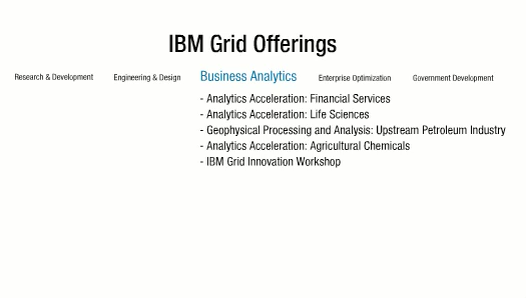 IBM Grid Offerings
Research & Development Engineering & Design Business Analytics Enterprise Optimization Government Development
- Analytics Acceleration: Financial Services
- Analytics Acceleration: Life Sciences
- Geophysical Processing and Analysis: Upstream Petroleum Industry
- Analytics Acceleration: Agricultural Chemicals
- IBM Grid Innovation Workshop